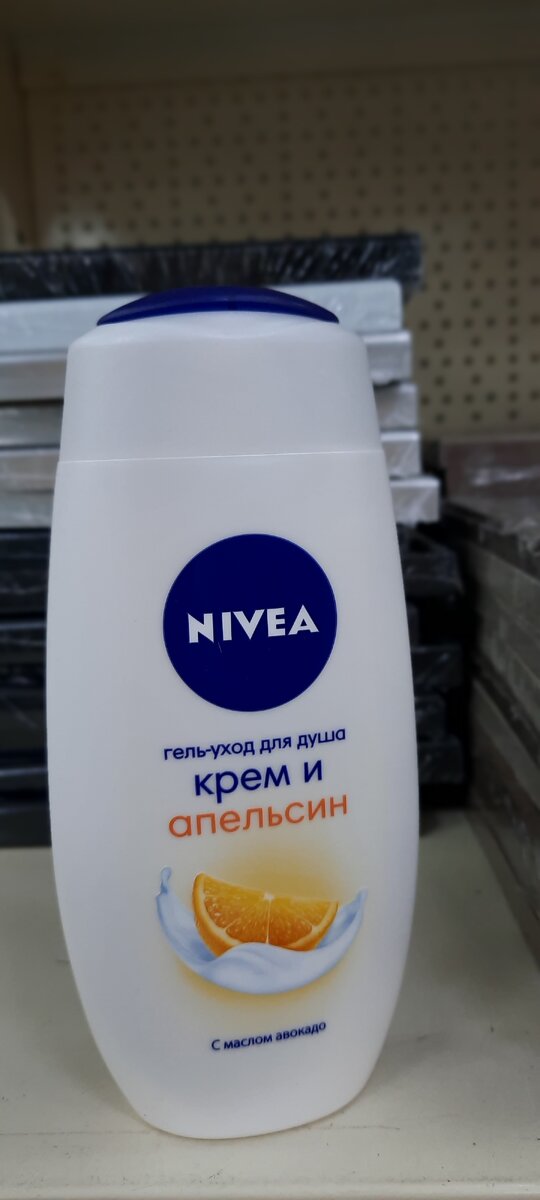 NIVEA
гель-уход для душа
крем и
апельсин
С маслом авокадо